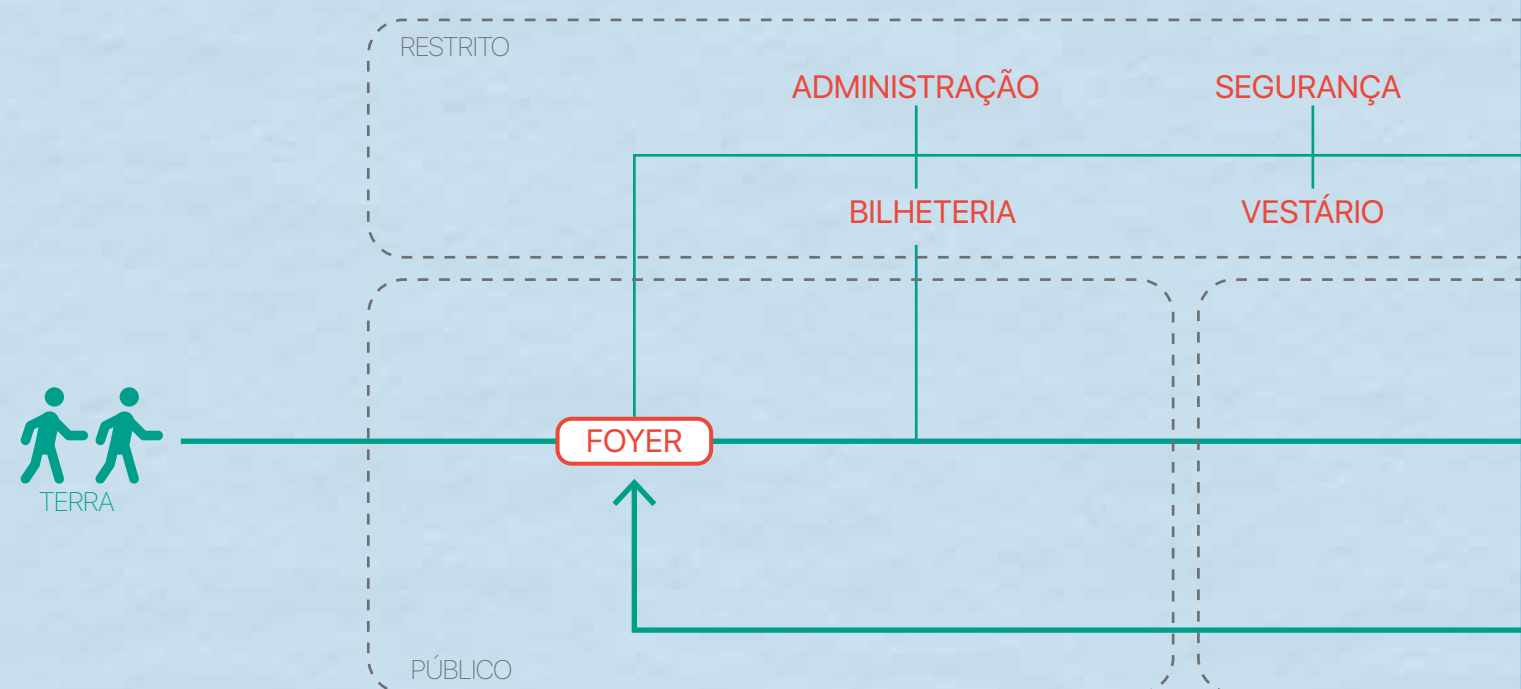 RESTRITO
ADMINISTRAÇÃO
SEGURANÇA
BILHETERIA
VESTÁRIO
FOYER
TERRA
PÚBLICO